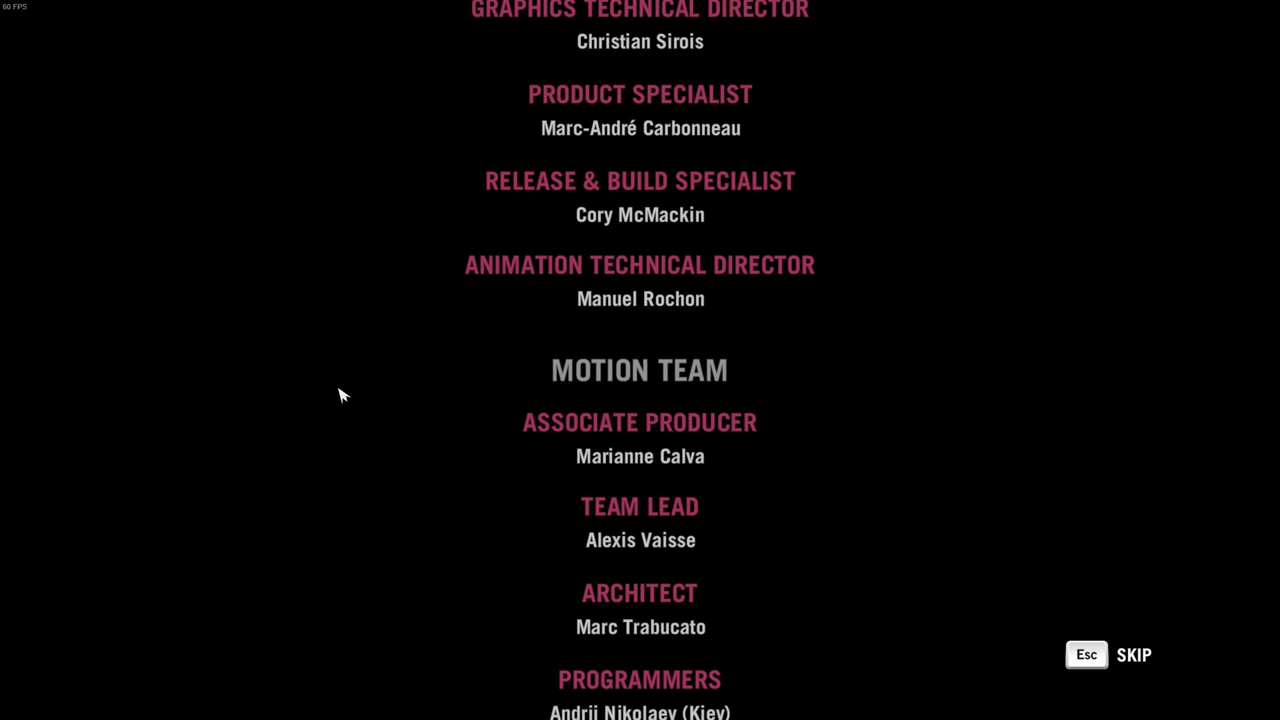 60 FPS
GRAPHICS TECHNICAL DIRECTOR
Christian Sirois
PRODUCT SPECIALIST
Marc-André Carbonneau
RELEASE & BUILD SPECIALIST
Cory McMackin
ANIMATION TECHNICAL DIRECTOR
Manuel Rochon
MOTION TEAM
ASSOCIATE PRODUCER
Marianne Calva
TEAM LEAD
Alexis Vaisse
ARCHITECT
Marc Trabucato
Esc SKIP
PROGRAMMERS
Andrii Nikolaev (Kiev)